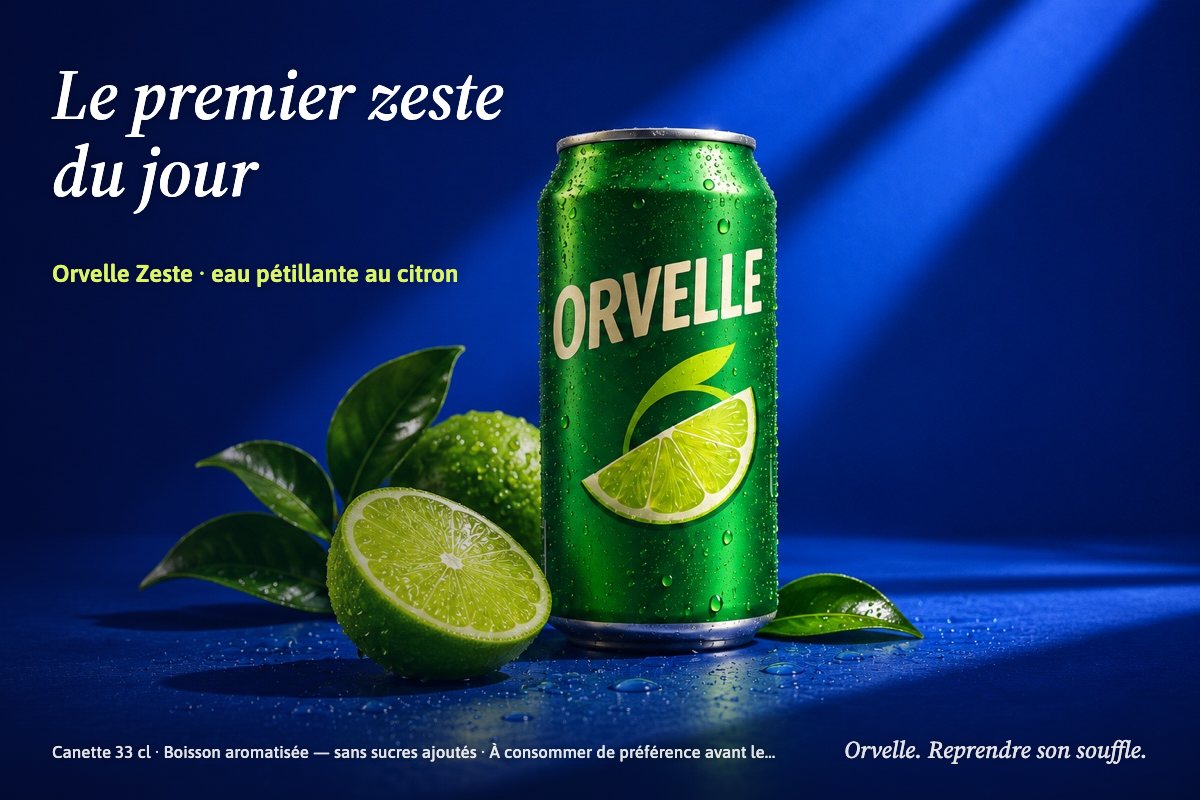 Le premier zeste
du jour
Orvelle Zeste · eau pétillante au citron
ORVELLE
Canette 33 cl · Boisson aromatisée — sans sucres ajoutés · À consommer de préférence avant le...
Orvelle. Reprendre son souffle.